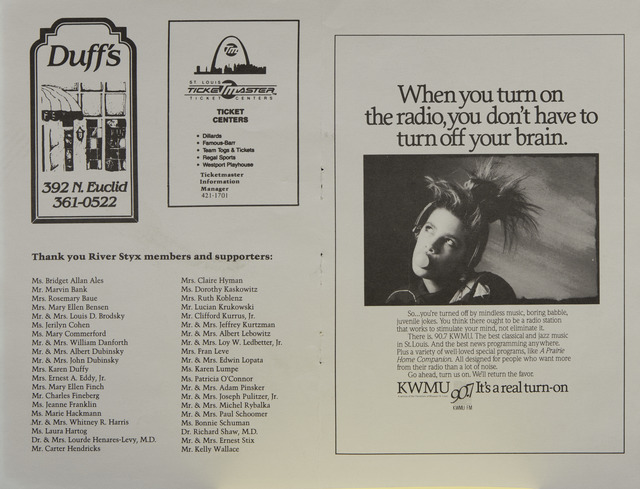 Duff's
392 N. Euclid
361-0522
Tm
ST LOUIS
TICKETMASTER
TICKET CENTERS
TICKET
CENTERS
• Dillards
• Famous-Barr
• Team Togs & Tickets
• Regal Sports
• Westport Playhouse
Ticketmaster
Information
Manager
421-1701
Thank you River Styx members and supporters:
Ms. Bridget Allan Ales
Mr. Marvin Bank
Mrs. Rosemary Baue
Mrs. Mary Ellen Bensen
Mr. & Mrs. Louis D. Brodsky
Ms. Jerilyn Cohen
Ms. Mary Commerford
Mr. & Mrs. William Danforth
Mr. & Mrs. Albert Dubinsky
Mr. & Mrs. John Dubinsky
Mrs. Karen Duffy
Mrs. Ernest A. Eddy, Jr.
Mrs. Mary Ellen Finch
Mr. Charles Fineberg
Ms. Jeanne Franklin
Ms. Marie Hackmann
Mr. & Mrs. Whitney R. Harris
Ms. Laura Hartog
Dr. & Mrs. Lourde Henares-Levy, M.D.
Mr. Carter Hendricks
Mrs. Claire Hyman
Ms. Dorothy Kaskowitz
Mrs. Ruth Kohlenz
Mr. Lucian Krukowski
Mr. Clifford Kurrus, Jr.
Mr. & Mrs. Jeffrey Kurtzman
Mr. & Mrs. Albert Lebowitz
Mr. & Mrs. Loy W. Ledbetter, Jr.
Mrs. Fran Leve
Mr. & Mrs. Edwin Lopata
Ms. Karen Lumpe
Ms. Patricia O'Connor
Mr. & Mrs. Adam Pinsker
Mr. & Mrs. Joseph Pulitzer, Jr.
Mr. & Mrs. Michel Rybalka
Mr. & Mrs. Paul Schoomer
Ms. Bonnie Schuman
Dr. Richard Shaw, M.D.
Mr. & Mrs. Ernest Stix
Mr. Kelly Wallace
When you turn on
the radio, you don't have to
turn off your brain.
So...you're turned off by mindless music, boring babble,
juvenile jokes. You think there ought to be a radio station
that works to stimulate your mind, not eliminate it.
There is. 90.7 KWMU. The best classical and jazz music
in St. Louis. And the best news programming anywhere.
Plus a variety of well-loved special programs, like A Prairie
Home Companion. All designed for people who want more
from their radio than a lot of noise.
Go ahead, turn us on. We'll return the favor.
KWMU 90.7 It's a real turn-on
KWMU FM